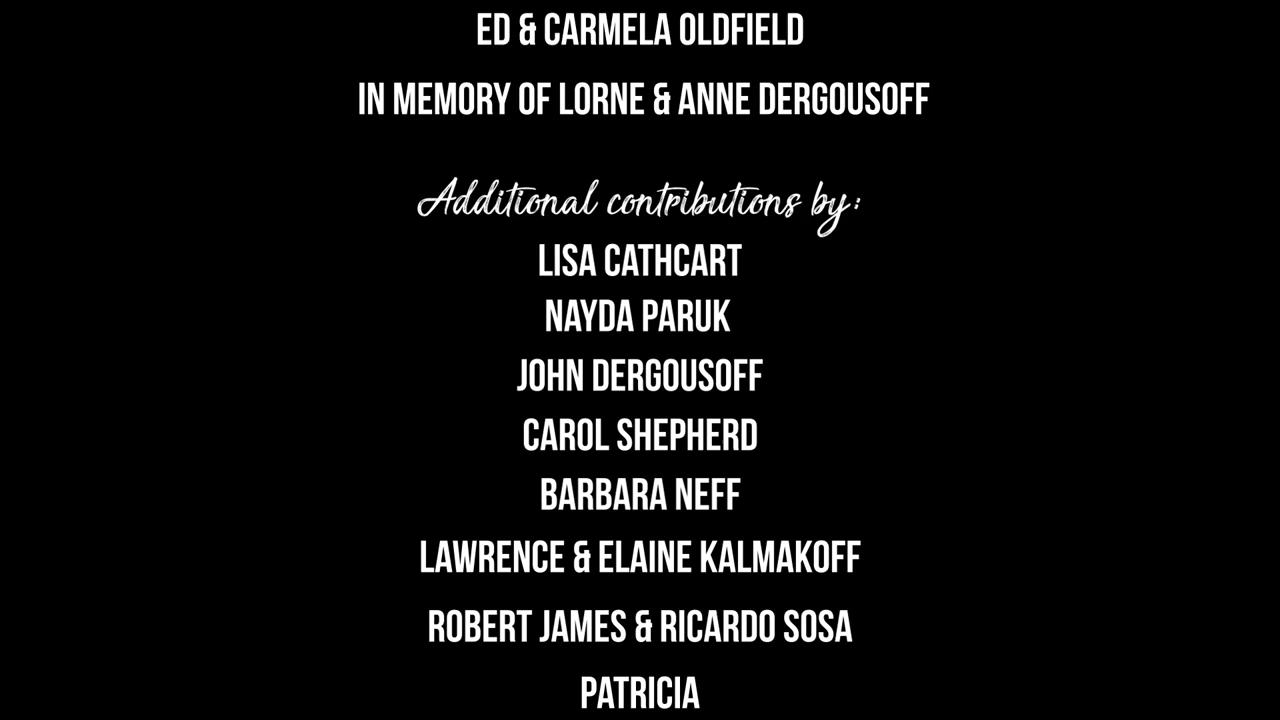 ED & CARMELA OLDFIELD
IN MEMORY OF LORNE & ANNE DERGOUSOFF
Additional contributions by:
LISA CATHCART
NAYDA PARUK
JOHN DERGOUSOFF
CAROL SHEPHERD
BARBARA NEFF
LAWRENCE & ELAINE KALMAKOFF
ROBERT JAMES & RICARDO SOSA
PATRICIA